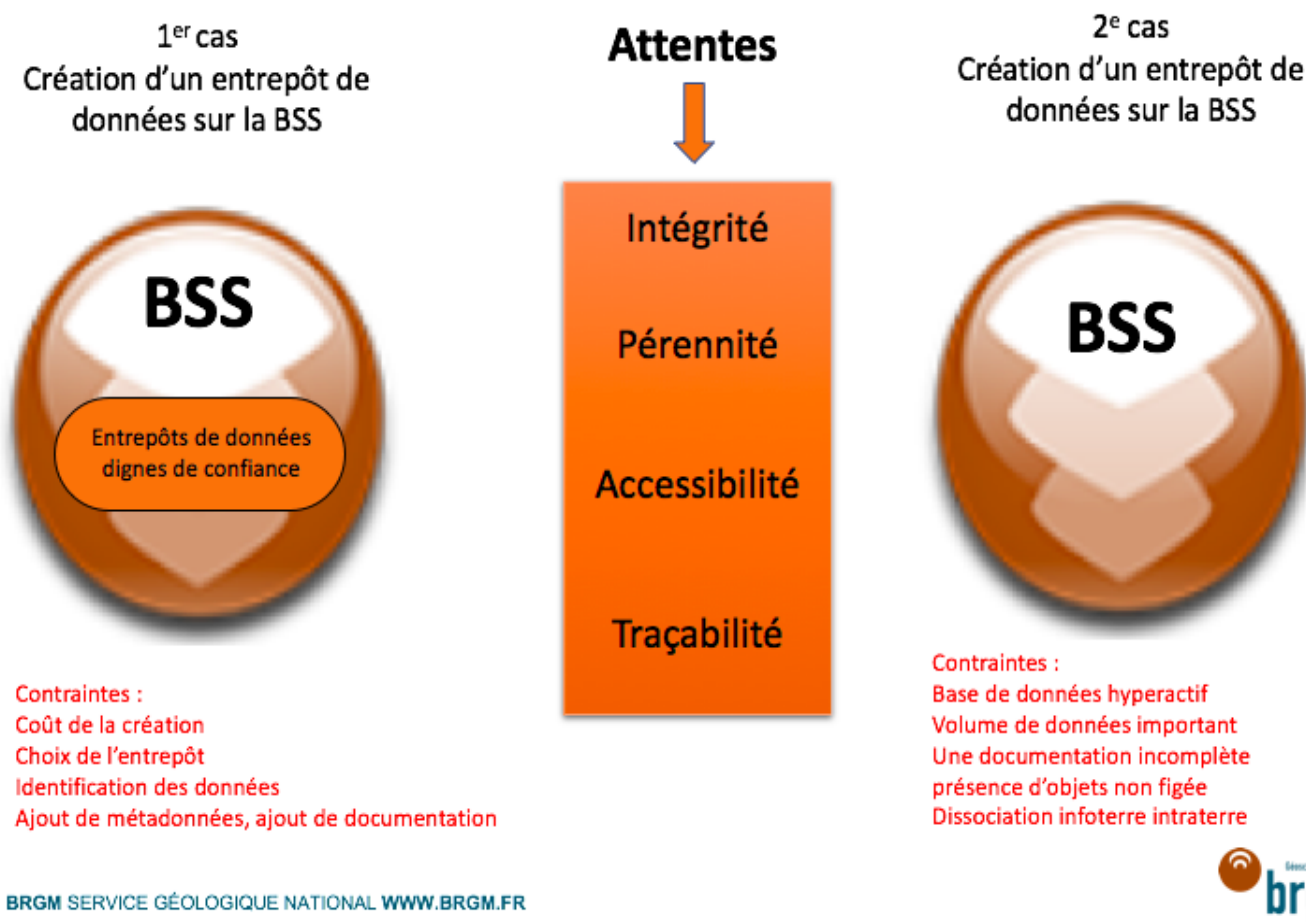 1er cas
Création d'un entrepôt de
données sur la BSS
BSS
Entrepôts de données
dignes de confiance
Contraintes :
Coût de la création
Choix de l'entrepôt
Identification des données
Ajout de métadonnées, ajout de documentation
Attentes
Intégrité
Pérennité
Accessibilité
Traçabilité
2e cas
Création d'un entrepôt de
données sur la BSS
BSS
Contraintes :
Base de données hyperactif
Volume de données important
Une documentation incomplète
présence d'objets non figée
Dissociation infoterre intraterre
BRGM SERVICE GÉOLOGIQUE NATIONAL WWW.BRGM.FR
br